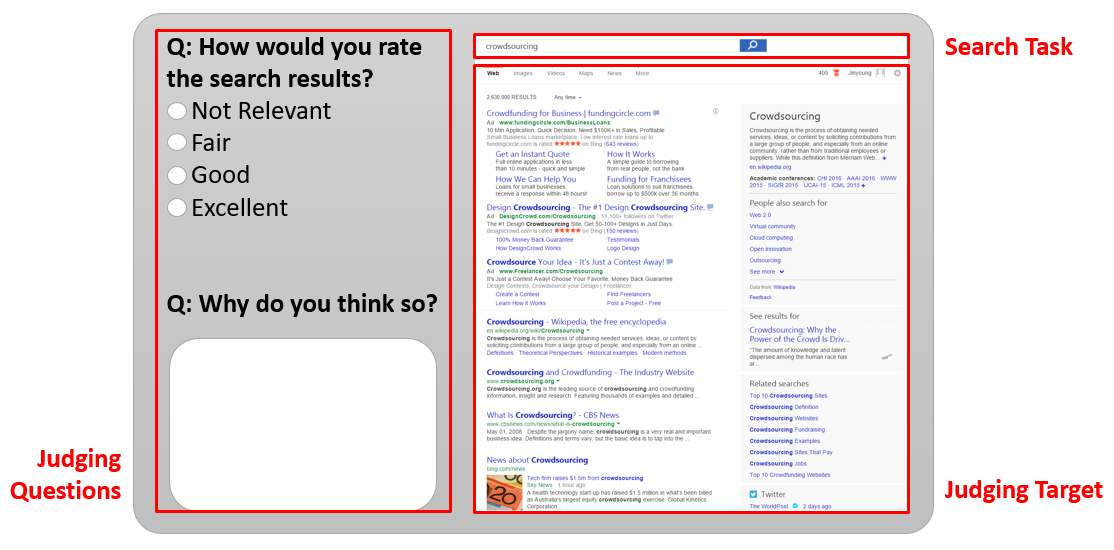 Q: How would you rate
the search results?
Not Relevant
Fair
Good
Excellent
Q: Why do you think so?
Judging
Questions
Search Task
Judging Target
crowdsourcing
Web Images Videos Maps News More
405 Jinyoung
2,630,000 RESULTS Any time
Crowdfunding for Business | fundingcircle.com
Ad www.fundingcircle.com/BusinessLoans
10 Min Application, Quick Decision. Need $150K+ in Sales, Profitable
Small Business Loans marketplace: Low interest rate loans up to
fundingcircle.com is rated ★★★★★ on Bing (643 reviews)
Get an Instant Quote
Full online applications in less
than 10 minutes - quick and simple
How It Works
A simple guide to borrowing
from real people, not the bank
How We Can Help You
Loans for small businesses,
receive a response within 48 hours!
Funding for Franchisees
Loan solutions to suit franchisees,
borrow up to $500k over 36 months
Design Crowdsourcing - The #1 Design Crowdsourcing Site.
Ad DesignCrowd.com/Crowdsourcing · 11,100+ followers on Twitter
The #1 Design Crowdsourcing Site. Get 50-100+ Designs in Just Days.
designcrowd.com is rated ★★★★★ on Bing (150 reviews)
100% Money Back Guarantee Testimonials
How DesignCrowd Works Logo Design
Crowdsource Your Idea - It's Just a Contest Away!
Ad www.Freelancer.com/Crowdsourcing
It's Just a Contest Away! Choose Your Favorite, Money Back Guarantee
Design Contests, Crowdsource your Design | Freelancer
Create a Contest Find Freelancers
Learn How it Works Post a Project - Free
Crowdsourcing - Wikipedia, the free encyclopedia
en.wikipedia.org/wiki/Crowdsourcing
Crowdsourcing is the process of obtaining needed services, ideas, or content by
soliciting contributions from a large group of people, and especially from an online ...
Definitions · Theoretical Perspectives · Historical examples · Modern methods
Crowdsourcing and Crowdfunding - The Industry Website
www.crowdsourcing.org
Crowdsourcing.org is the leading source of crowdsourcing and crowdfunding
information, insight and research. Featuring thousands of examples and detailed ...
What Is Crowdsourcing? - CBS News
www.cbsnews.com/news/what-is-crowdsourcing
May 01, 2008 · Despite the jargony name, crowdsourcing is a very real and important
business idea. Definitions and terms vary, but the basic idea is to tap into the ...
News about Crowdsourcing
bing.com/news
Tech firm raises $1.5m from crowdsourcing
Sky News · 1 hour ago
A health technology start-up has raised $1.5 million in what's been billed
as Australia's largest equity crowdsourcing exercise. Global Kinetics
Corporation...
Crowdsourcing
Crowdsourcing is the process of obtaining needed
services, ideas, or content by soliciting contributions from
a large group of people, and especially from an online
community, rather than from traditional employees or
suppliers. While this definition from Merriam Web...
en.wikipedia.org
Academic conferences: CHI 2016 · AAAI 2016 · WWW
2015 · SIGIR 2015 · IJCAI-15 · ICML 2015
People also search for
Web 2.0
Virtual community
Cloud computing
Open innovation
Outsourcing
See more
Data from: Wikipedia
Feedback
See results for
Crowdsourcing: Why the
Power of the Crowd Is Driv...
"The amount of knowledge and talent
dispersed among the human race has
al...
Related searches
Top 10 Crowdsourcing Sites
Crowdsourcing Definition
Crowdsourcing Websites
Crowdsourcing Fundraising
Crowdsourcing Examples
Crowdsourcing Sites That Pay
Crowdsourcing Jobs
Top 10 Crowdfunding Websites
Twitter
The WorldPost · 2 days ago